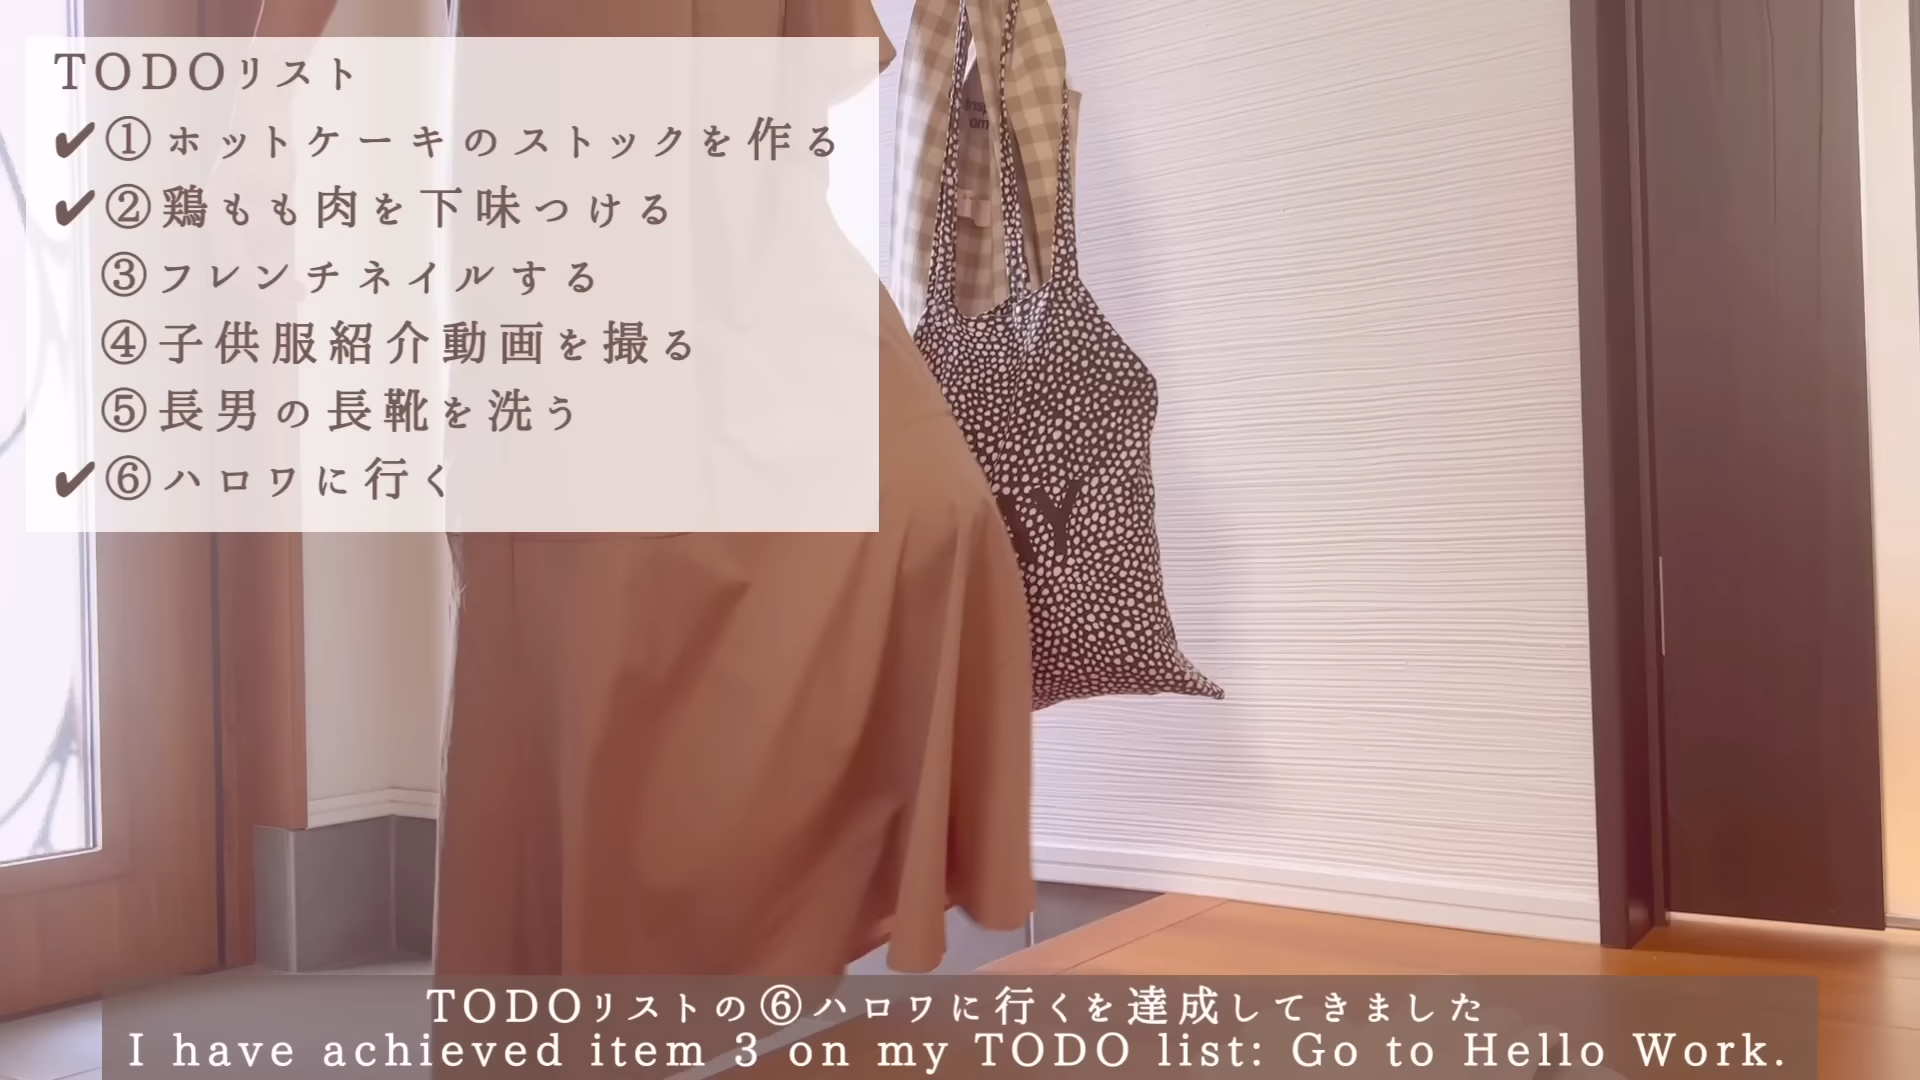 TODOリスト
✔①ホットケーキのストックを作る
✔②鶏もも肉を下味つける
③フレンチネイルする
④子供服紹介動画を撮る
⑤長男の長靴を洗う
✔⑥ハロワに行く
Y
TODOリストの⑥ハロワに行くを達成してきました
I have achieved item 3 on my TODO list: Go to Hello Work.